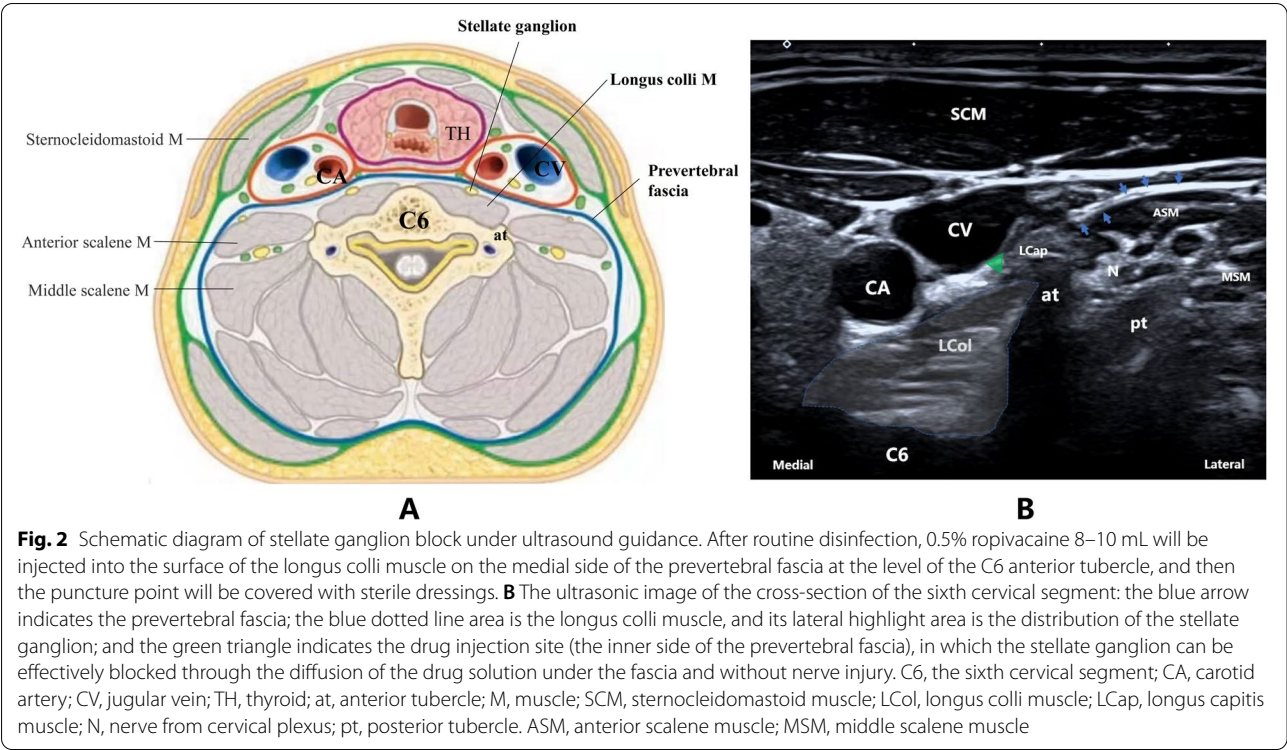 Stellate ganglion
Longus colli M
Sternocleidomastoid M
TH
CA
CV
Prevertebral
fascia
C6
at
Anterior scalene M
Middle scalene M
A
SCM
CV
ASM
LCap
N
MSM
CA
at
pt
LCol
C6
Medial
Lateral
B
Fig. 2 Schematic diagram of stellate ganglion block under ultrasound guidance. After routine disinfection, 0.5% ropivacaine 8–10 mL will be
injected into the surface of the longus colli muscle on the medial side of the prevertebral fascia at the level of the C6 anterior tubercle, and then
the puncture point will be covered with sterile dressings. B The ultrasonic image of the cross-section of the sixth cervical segment: the blue arrow
indicates the prevertebral fascia; the blue dotted line area is the longus colli muscle, and its lateral highlight area is the distribution of the stellate
ganglion; and the green triangle indicates the drug injection site (the inner side of the prevertebral fascia), in which the stellate ganglion can be
effectively blocked through the diffusion of the drug solution under the fascia and without nerve injury. C6, the sixth cervical segment; CA, carotid
artery; CV, jugular vein; TH, thyroid; at, anterior tubercle; M, muscle; SCM, sternocleidomastoid muscle; LCol, longus colli muscle; LCap, longus capitis
muscle; N, nerve from cervical plexus; pt, posterior tubercle. ASM, anterior scalene muscle; MSM, middle scalene muscle